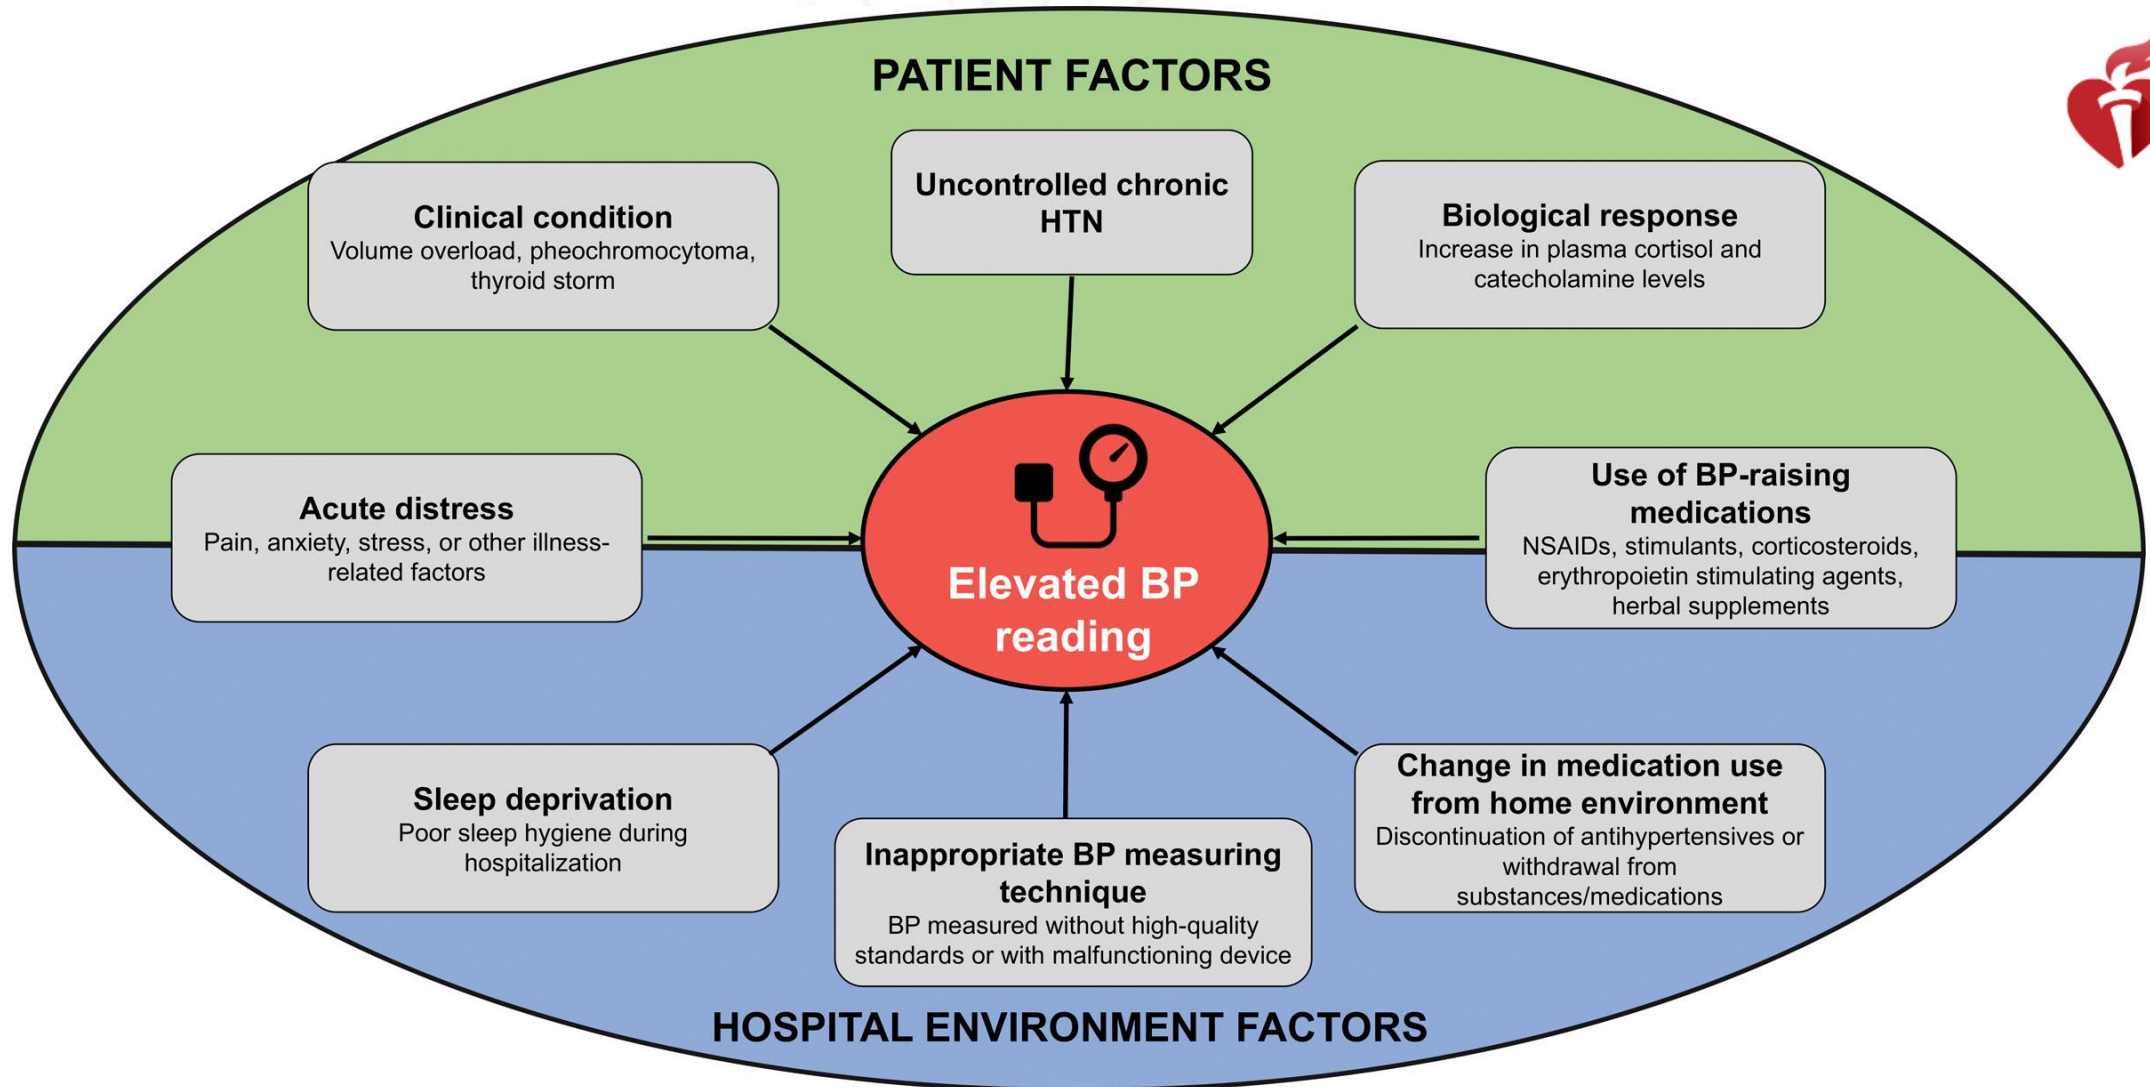 PATIENT FACTORS
Clinical condition
Volume overload, pheochromocytoma,
thyroid storm
Uncontrolled chronic
HTN
Biological response
Increase in plasma cortisol and
catecholamine levels
Acute distress
Pain, anxiety, stress, or other illness-
related factors
Elevated BP
reading
Use of BP-raising
medications
NSAIDs, stimulants, corticosteroids,
erythropoietin stimulating agents,
herbal supplements
Sleep deprivation
Poor sleep hygiene during
hospitalization
Inappropriate BP measuring
technique
BP measured without high-quality
standards or with malfunctioning device
Change in medication use
from home environment
Discontinuation of antihypertensives or
withdrawal from
substances/medications
HOSPITAL ENVIRONMENT FACTORS